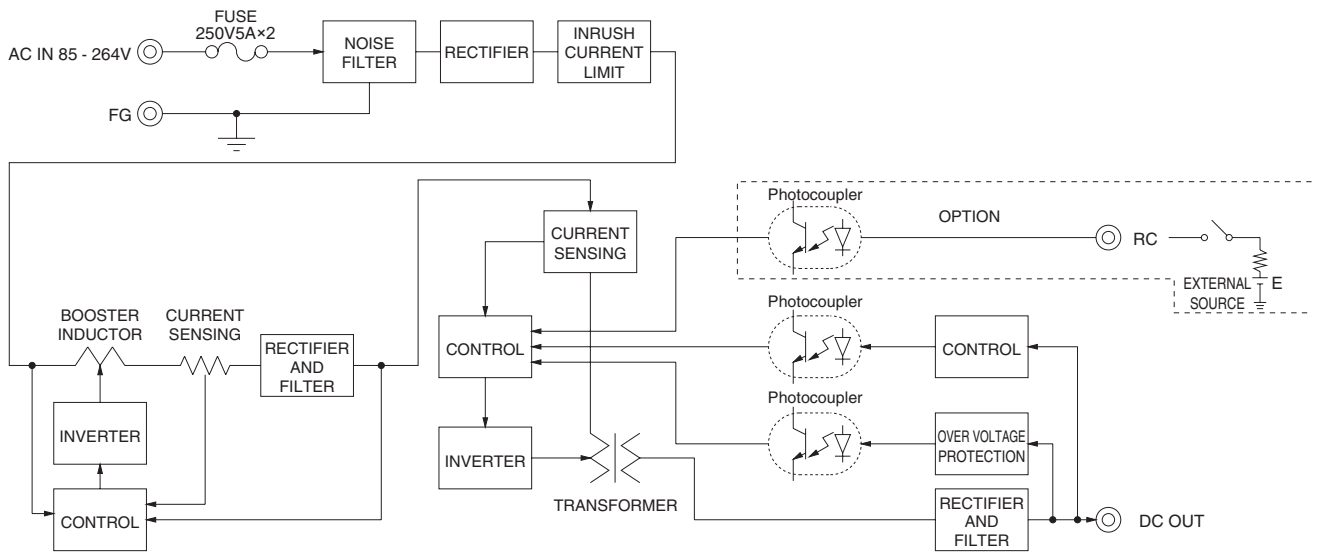 FUSE
250V5A×2
AC IN 85 - 264V
NOISE
FILTER
RECTIFIER
INRUSH
CURRENT
LIMIT
FG
Photocoupler
OPTION
RC
EXTERNAL
SOURCE
E
CURRENT
SENSING
BOOSTER
INDUCTOR
CURRENT
SENSING
RECTIFIER
AND
FILTER
CONTROL
Photocoupler
CONTROL
Photocoupler
INVERTER
INVERTER
OVER VOLTAGE
PROTECTION
TRANSFORMER
CONTROL
RECTIFIER
AND
FILTER
DC OUT